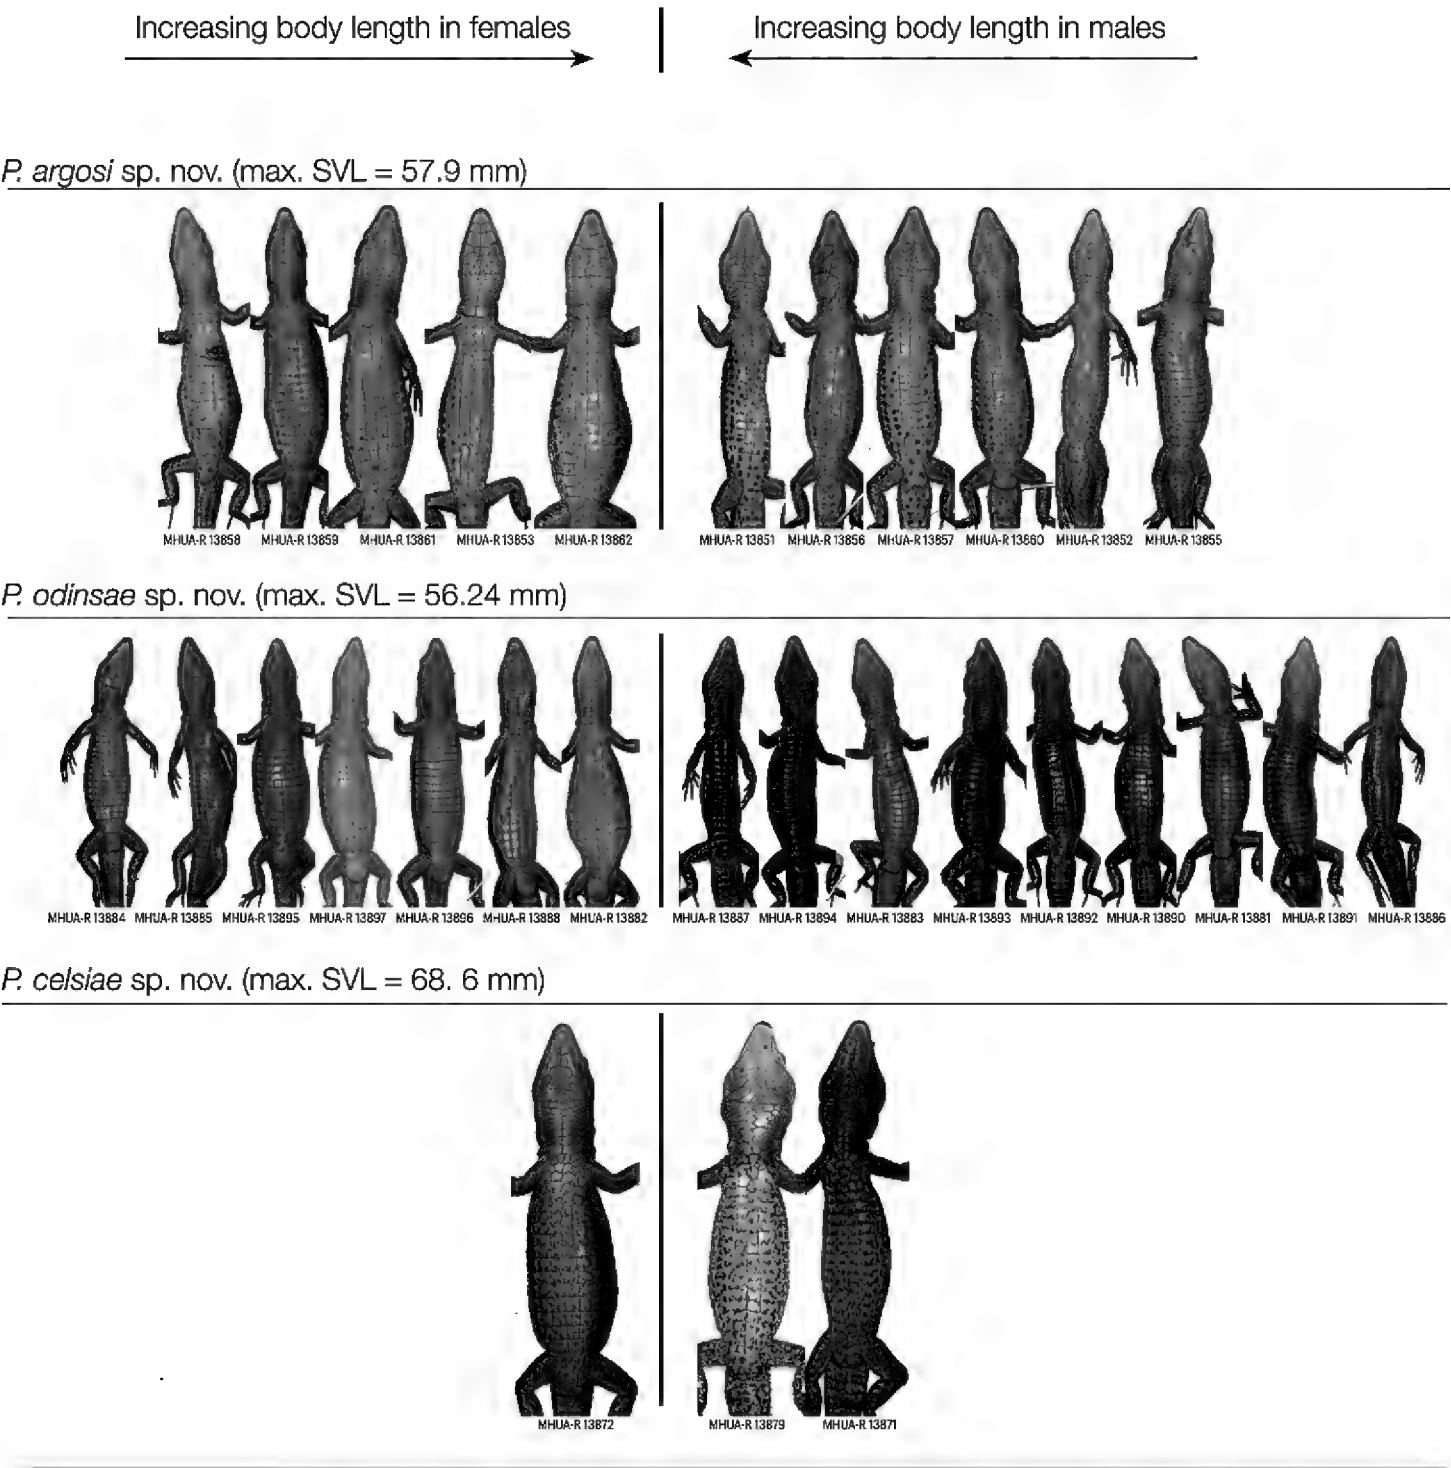 Increasing body length in females
Increasing body length in males
P. argosi sp. nov. (max. SVL = 57.9 mm)
MHUA-R 13858 MHUA-R 13859 MHUA-R 13861 MHUA-R 13853 MHUA-R 13862
MHUA-R 13851 MHUA-R 13856 MHUA-R 13857 MHUA-R 13860 MHUA-R 13852 MHUA-R 13855
P. odinsae sp. nov. (max. SVL = 56.24 mm)
MHUA-R 13884 MHUA-R 13885 MHUA-R 13895 MHUA-R 13897 MHUA-R 13896 MHUA-R 13888 MHUA-R 13882
MHUA-R 13887 MHUA-R 13894 MHUA-R 13883 MHUA-R 13893 MHUA-R 13892 MHUA-R 13890 MHUA-R 13881 MHUA-R 13891 MHUA-R 13886
P. celsiae sp. nov. (max. SVL = 68. 6 mm)
MHUA-R 13872
MHUA-R 13879 MHUA-R 13871